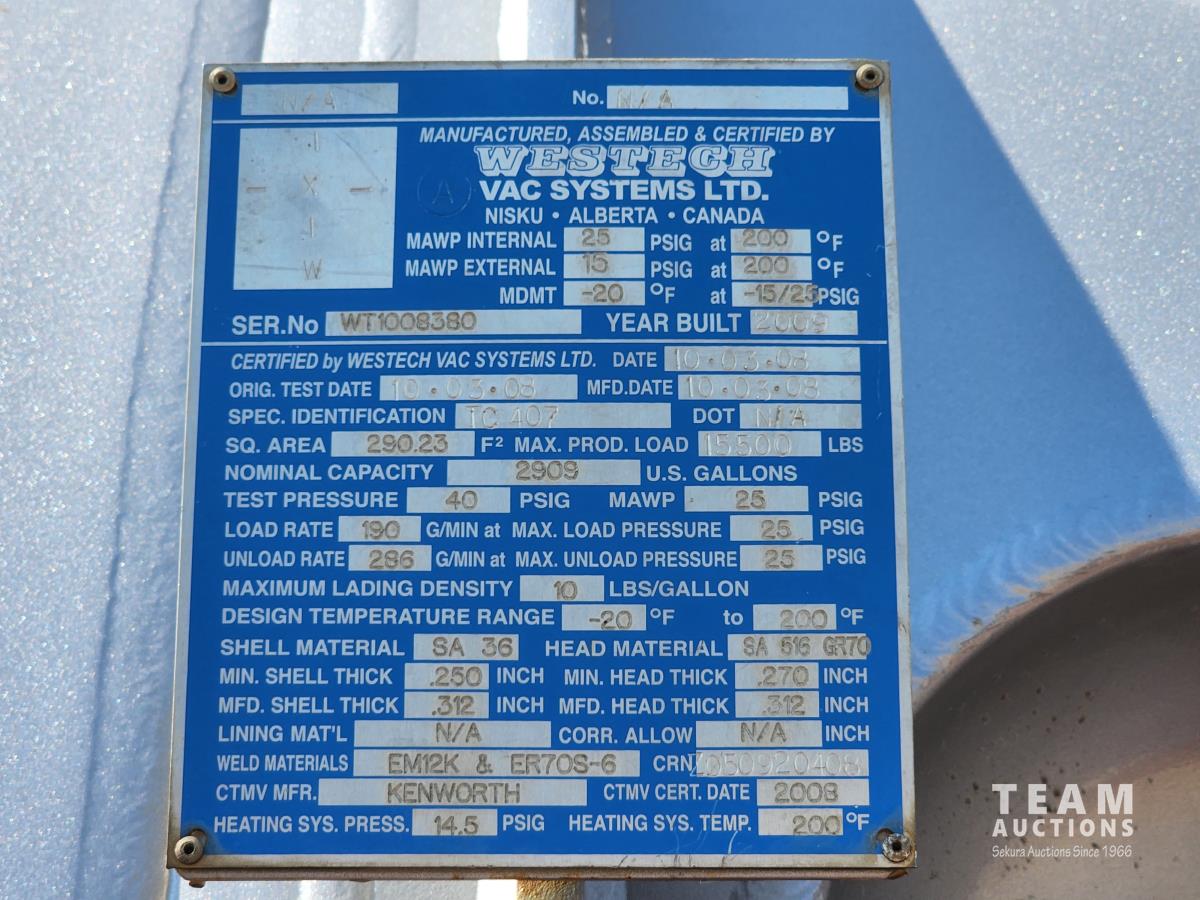 N/A No. N/A
MANUFACTURED, ASSEMBLED & CERTIFIED BY
WESTECH
A VAC SYSTEMS LTD.
NISKU • ALBERTA • CANADA
I
- X -
I
W
MAWP INTERNAL 25 PSIG at 200 °F
MAWP EXTERNAL 15 PSIG at 200 °F
MDMT -20 °F at -15/25 PSIG
SER.No WT1008380 YEAR BUILT 2009
CERTIFIED by WESTECH VAC SYSTEMS LTD. DATE 10·03·08
ORIG. TEST DATE 10·03·08 MFD.DATE 10·03·08
SPEC. IDENTIFICATION TC 407 DOT N/A
SQ. AREA 290.23 F² MAX. PROD. LOAD 15500 LBS
NOMINAL CAPACITY 2909 U.S. GALLONS
TEST PRESSURE 40 PSIG MAWP 25 PSIG
LOAD RATE 190 G/MIN at MAX. LOAD PRESSURE 25 PSIG
UNLOAD RATE 286 G/MIN at MAX. UNLOAD PRESSURE 25 PSIG
MAXIMUM LADING DENSITY 10 LBS/GALLON
DESIGN TEMPERATURE RANGE -20 °F to 200 °F
SHELL MATERIAL SA 36 HEAD MATERIAL SA 516 GR70
MIN. SHELL THICK .250 INCH MIN. HEAD THICK .270 INCH
MFD. SHELL THICK .312 INCH MFD. HEAD THICK .312 INCH
LINING MAT'L N/A CORR. ALLOW N/A INCH
WELD MATERIALS EM12K & ER70S-6 CRN Z050920408
CTMV MFR. KENWORTH CTMV CERT. DATE 2008
HEATING SYS. PRESS. 14.5 PSIG HEATING SYS. TEMP. 200 °F
TEAM
AUCTIONS
Sekura Auctions Since 1966